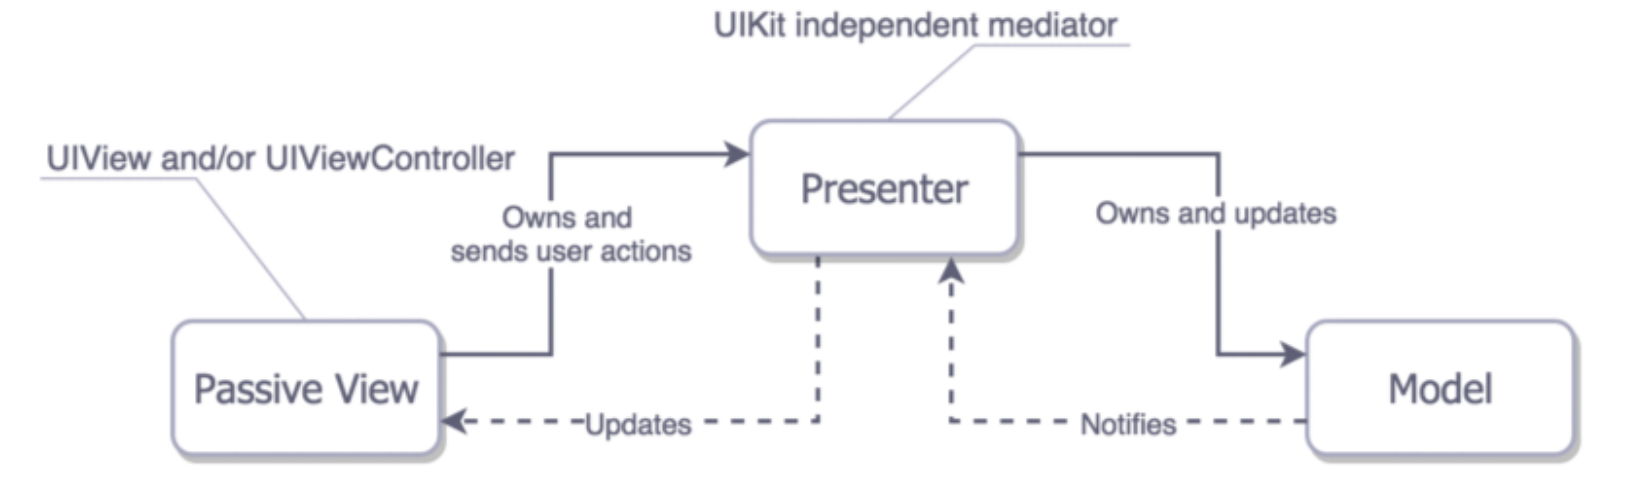 UIKit independent mediator
UIView and/or UIViewController
Presenter
Owns and
sends user actions
Owns and updates
Passive View
Updates
Notifies
Model